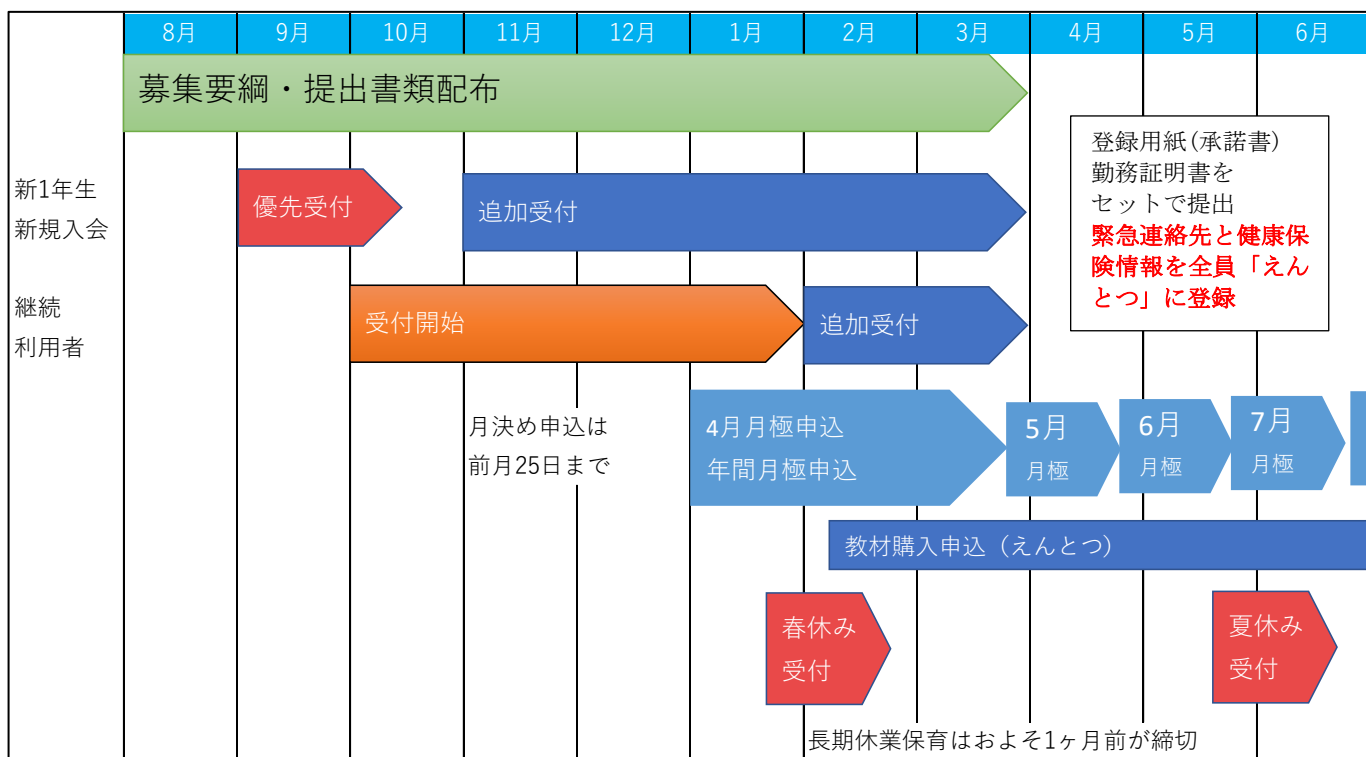 8月 9月 10月 11月 12月 1月 2月 3月 4月 5月 6月
募集要綱・提出書類配布
登録用紙(承諾書)
勤務証明書を
セットで提出
緊急連絡先と健康保
険情報を全員「えん
とつ」に登録
新1年生
新規入会
優先受付
追加受付
継続
利用者
受付開始
追加受付
月決め申込は
前月25日まで
4月月極申込
年間月極申込
5月
月極
6月
月極
7月
月極
教材購入申込（えんとつ）
春休み
受付
夏休み
受付
長期休業保育はおよそ1ヶ月前が締切